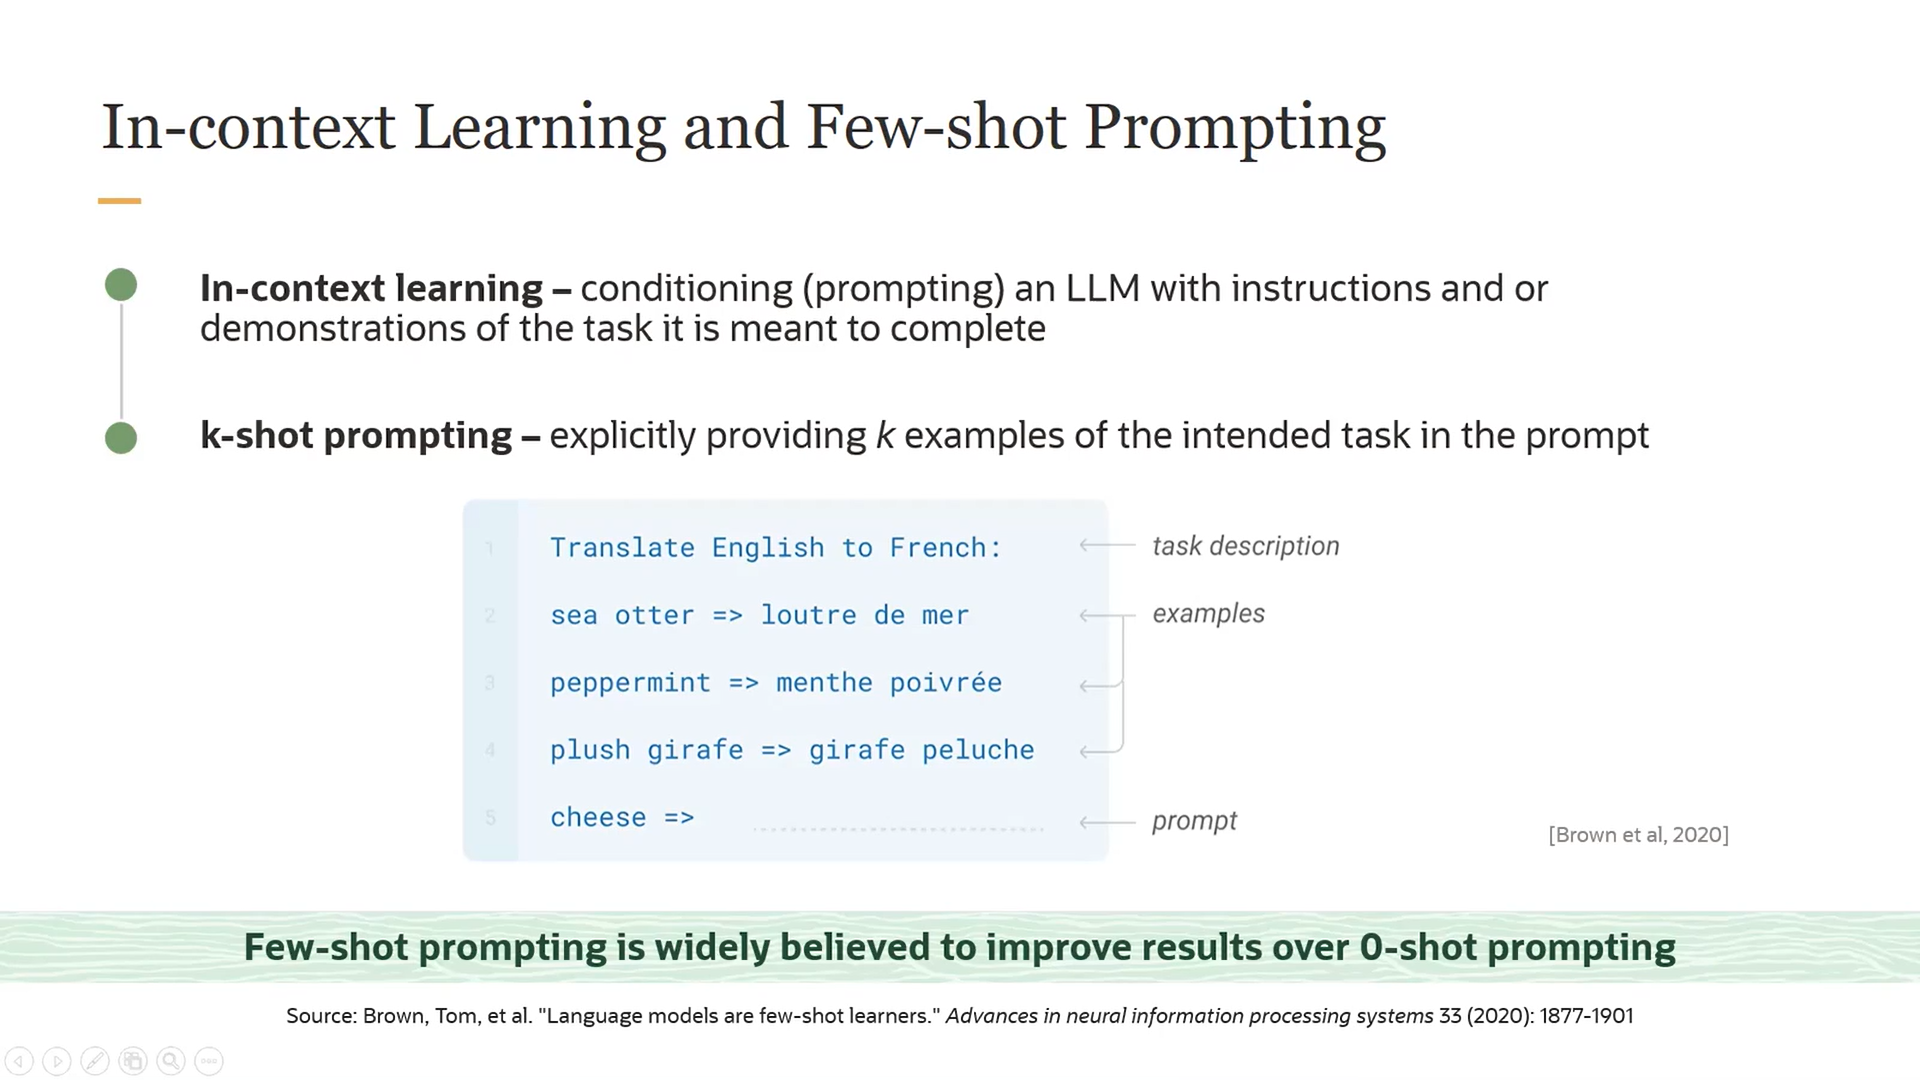 In-context Learning and Few-shot Prompting
In-context learning – conditioning (prompting) an LLM with instructions and or
demonstrations of the task it is meant to complete
k-shot prompting – explicitly providing k examples of the intended task in the prompt
1 Translate English to French: task description
2 sea otter => loutre de mer examples
3 peppermint => menthe poivrée
4 plush girafe => girafe peluche
5 cheese => prompt
[Brown et al, 2020]
Few-shot prompting is widely believed to improve results over 0-shot prompting
Source: Brown, Tom, et al. "Language models are few-shot learners." Advances in neural information processing systems 33 (2020): 1877-1901